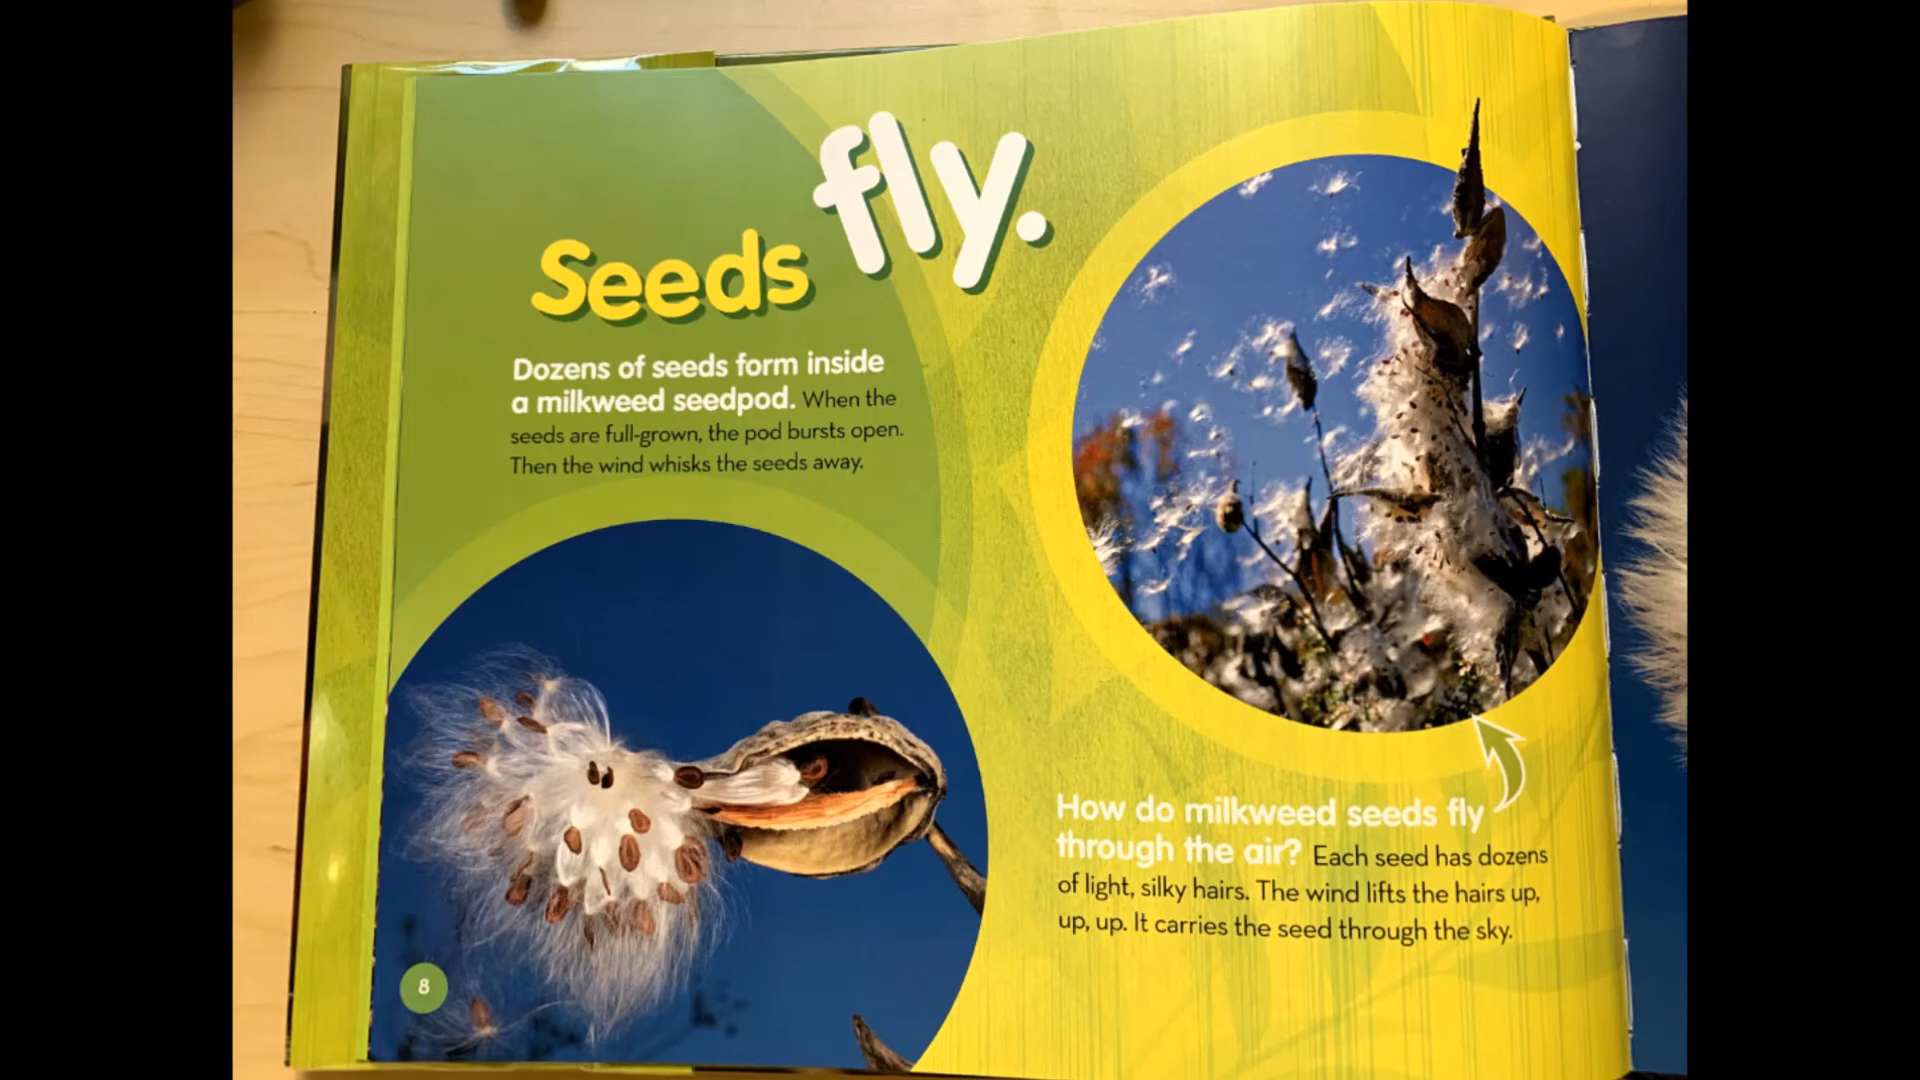 Seeds fly.
Dozens of seeds form inside
a milkweed seedpod. When the
seeds are full-grown, the pod bursts open.
Then the wind whisks the seeds away.
How do milkweed seeds fly
through the air? Each seed has dozens
of light, silky hairs. The wind lifts the hairs up,
up, up. It carries the seed through the sky.
8